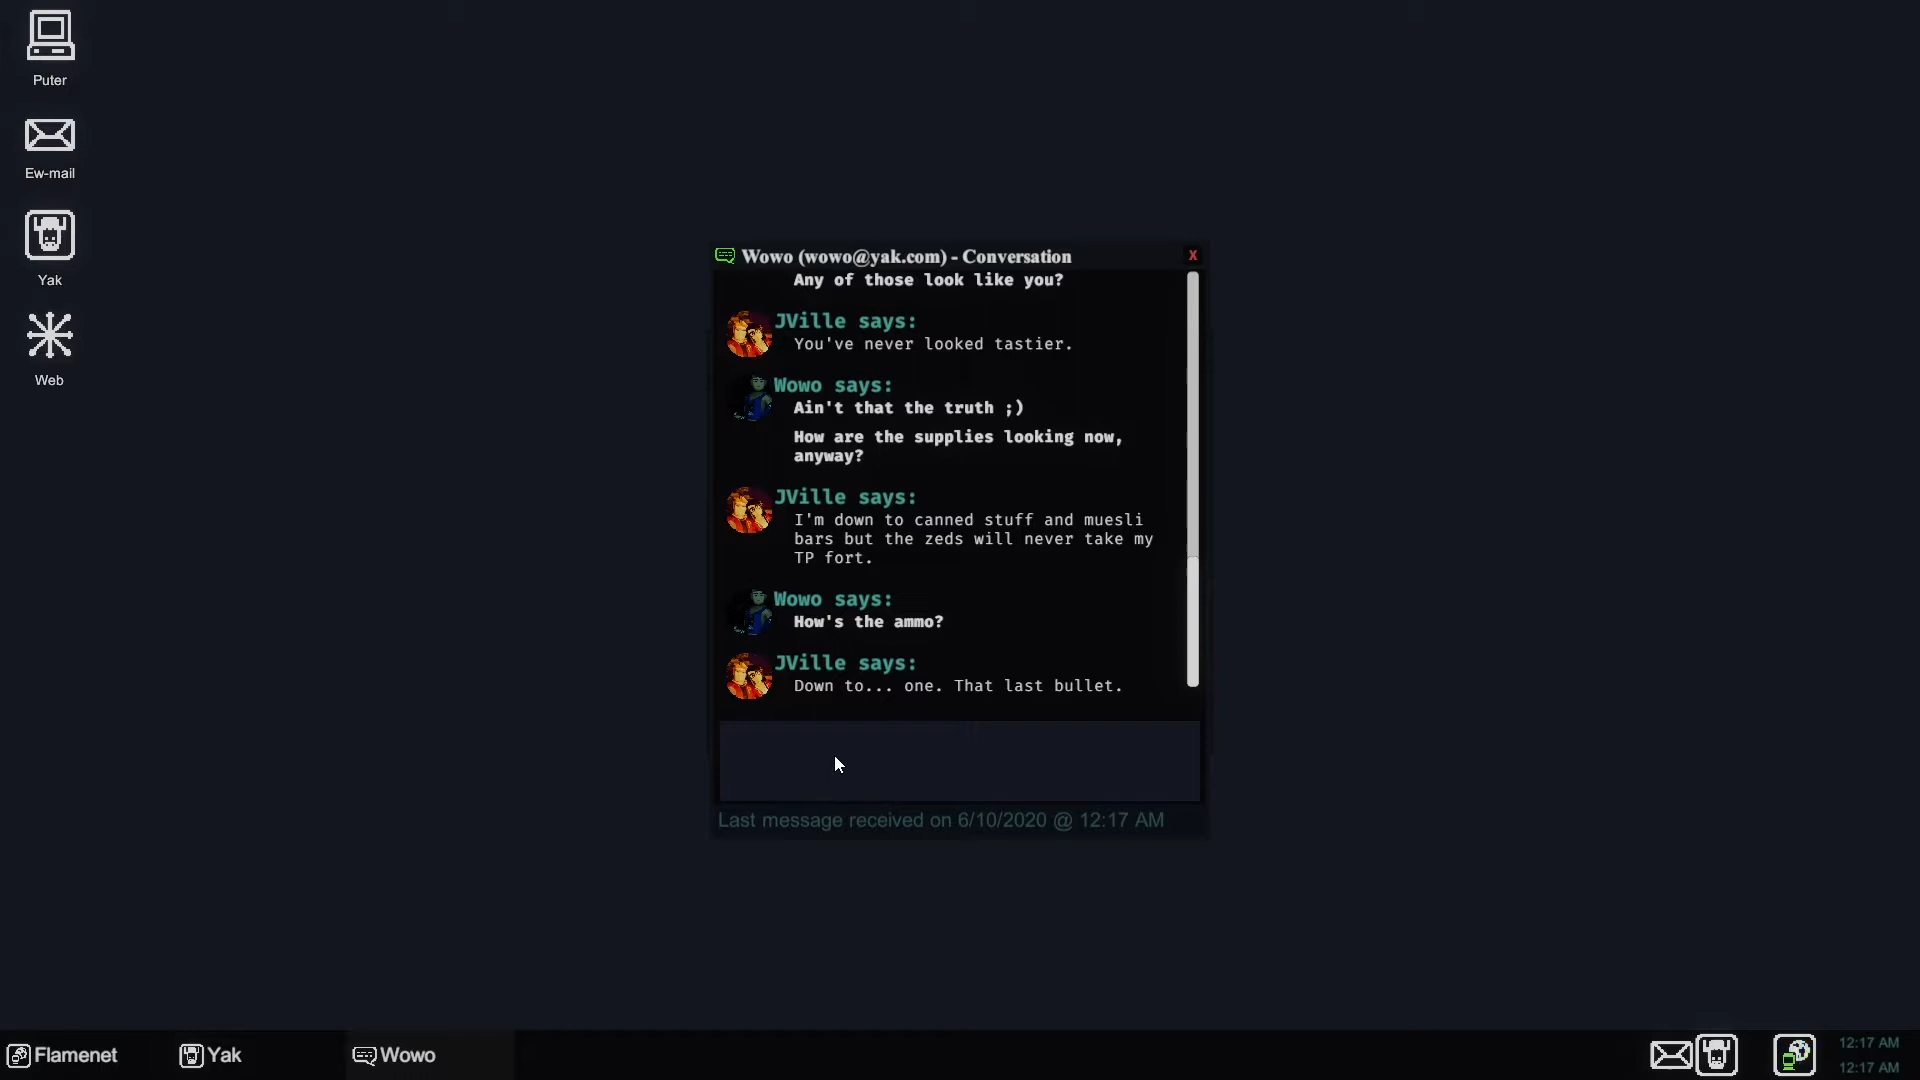 Puter
Ew-mail
Yak
Web
Wowo (wowo@yak.com) - Conversation
X
Any of those look like you?
JVille says:
You've never looked tastier.
Wowo says:
Ain't that the truth ;)
How are the supplies looking now,
anyway?
JVille says:
I'm down to canned stuff and muesli
bars but the zeds will never take my
TP fort.
Wowo says:
How's the ammo?
JVille says:
Down to... one. That last bullet.
Last message received on 6/10/2020 @ 12:17 AM
Flamenet
Yak
Wowo
12:17 AM
12:17 AM